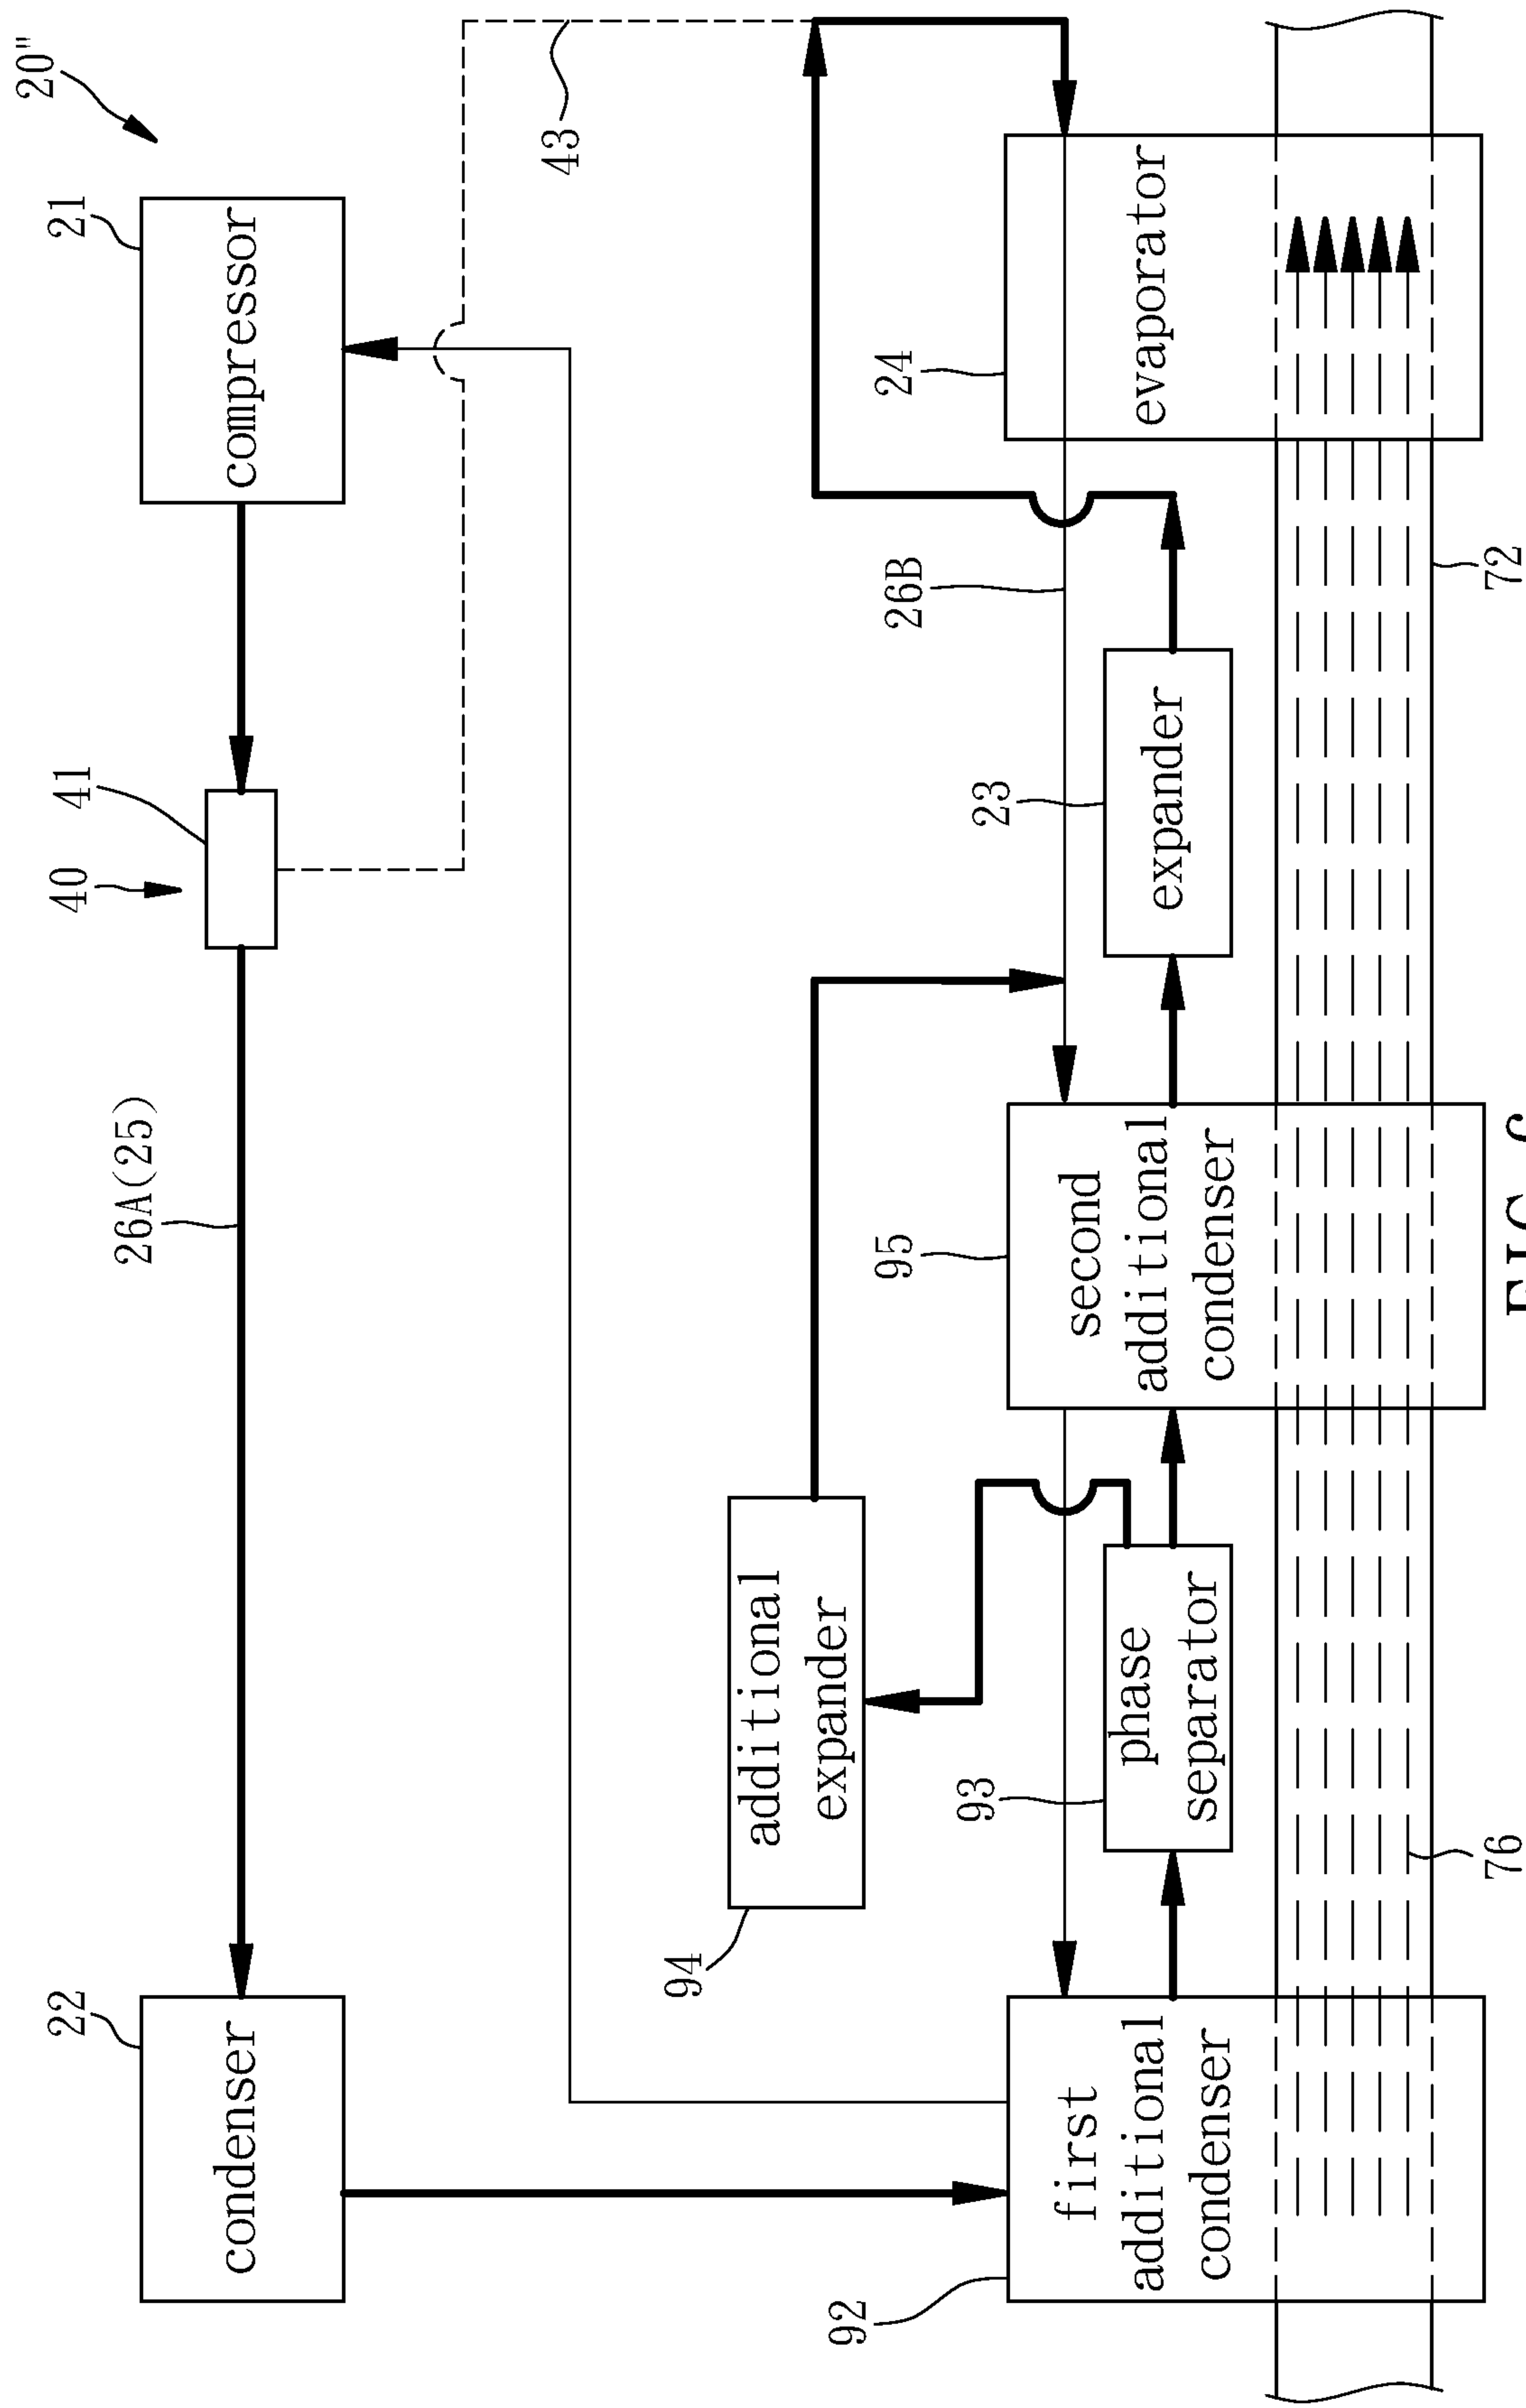 20"
22
40
41
21
26A(25)
condenser
compressor
43
94
additional
expander
92
95
26B
24
93
23
first
additional
condenser
phase
separator
second
additional
condenser
expander
evaporator
76
72